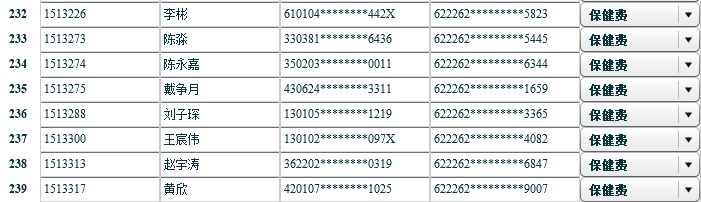 232 1513226 李彬 610104********442X 622262*********5823 保健费
233 1513273 陈淼 330381********6436 622262*********5445 保健费
234 1513274 陈永嘉 350203********0011 622262*********6344 保健费
235 1513275 戴争月 430624********3311 622262*********1659 保健费
236 1513288 刘子琛 130105********1219 622262*********3365 保健费
237 1513300 王宸伟 130102********097X 622262*********4082 保健费
238 1513313 赵宇涛 362202********0319 622262*********6847 保健费
239 1513317 黄欣 420107********1025 622262*********9007 保健费